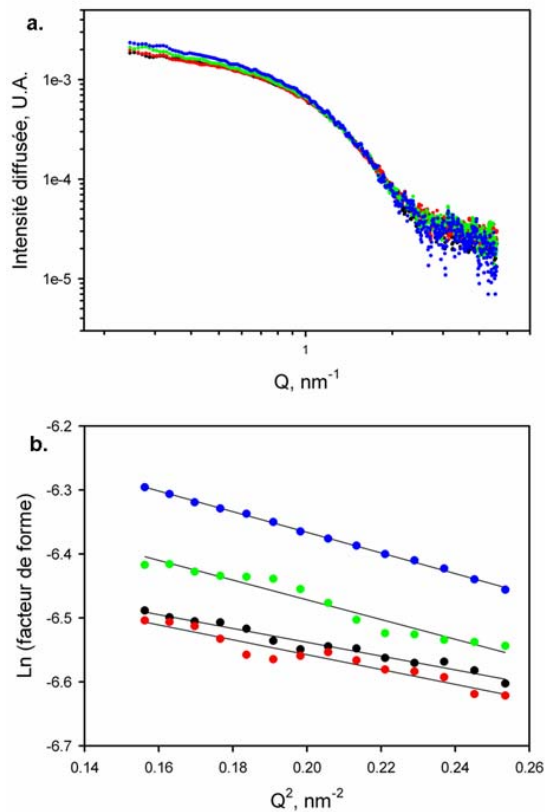 a.
Intensité diffusée, U.A.
1e-3
1e-4
1e-5
1
Q, nm-1
b.
Ln (facteur de forme)
-6.2
-6.3
-6.4
-6.5
-6.6
-6.7
0.14 0.16 0.18 0.20 0.22 0.24 0.26
Q², nm-2